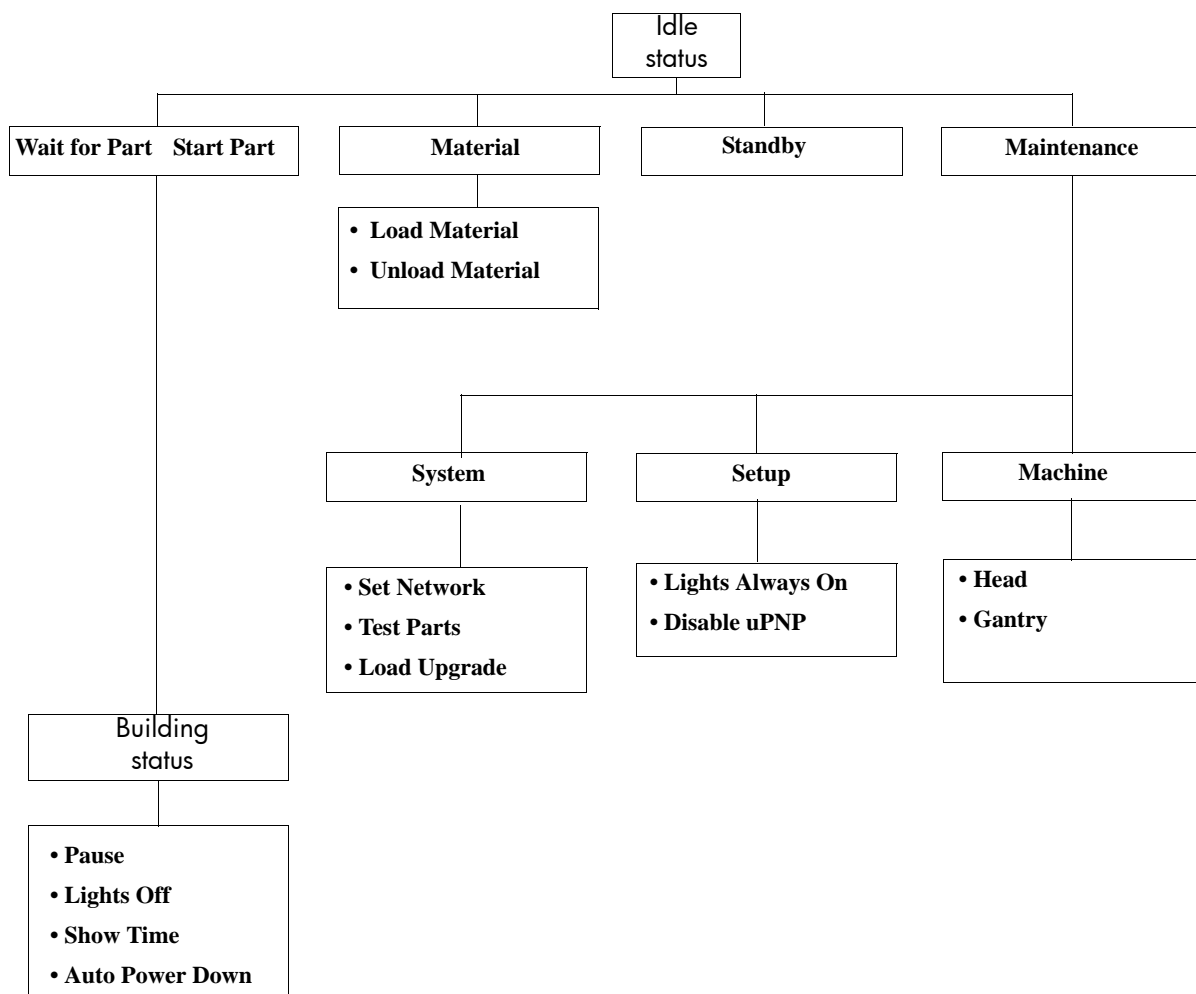 Idle
status
Wait for Part Start Part
Material
Standby
Maintenance
• Load Material
• Unload Material
System
Setup
Machine
• Set Network
• Test Parts
• Load Upgrade
• Lights Always On
• Disable uPNP
• Head
• Gantry
Building
status
• Pause
• Lights Off
• Show Time
• Auto Power Down